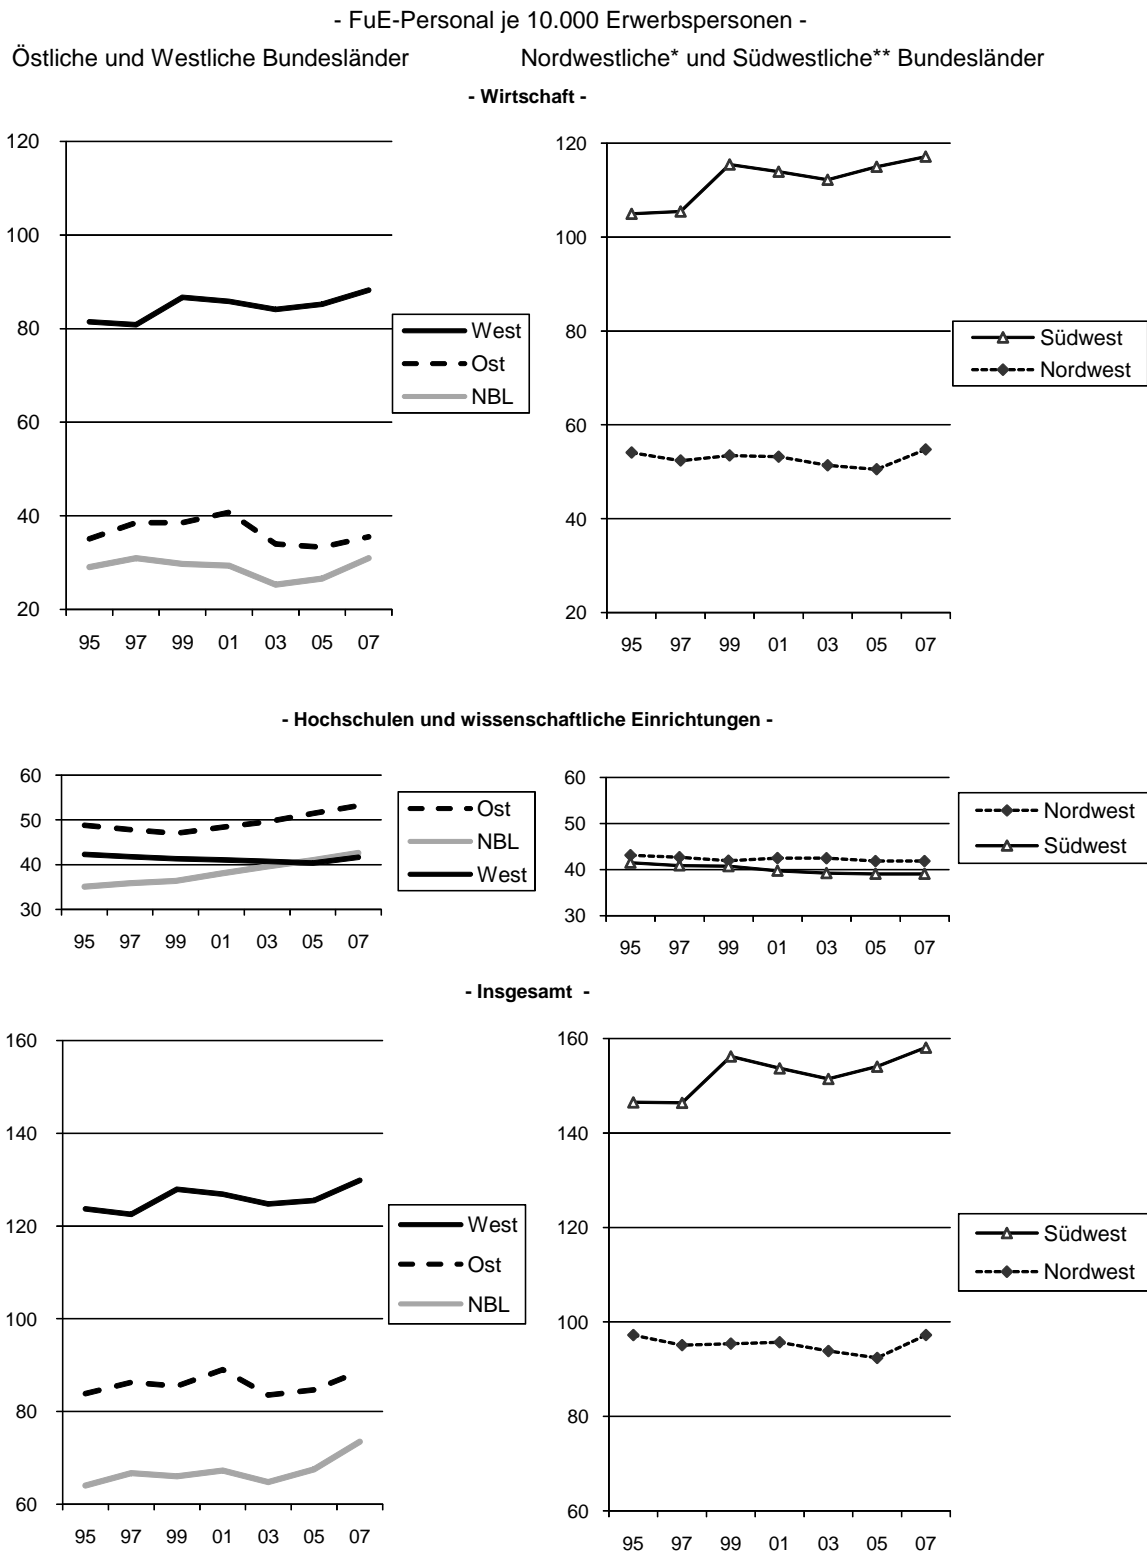 - FuE-Personal je 10.000 Erwerbspersonen -
Östliche und Westliche Bundesländer
Nordwestliche* und Südwestliche** Bundesländer
- Wirtschaft -
120
100
80
60
40
20
95 97 99 01 03 05 07
West
Ost
NBL
120
100
80
60
40
20
95 97 99 01 03 05 07
Südwest
Nordwest
- Hochschulen und wissenschaftliche Einrichtungen -
60
50
40
30
95 97 99 01 03 05 07
Ost
NBL
West
60
50
40
30
95 97 99 01 03 05 07
Nordwest
Südwest
- Insgesamt -
160
140
120
100
80
60
95 97 99 01 03 05 07
West
Ost
NBL
160
140
120
100
80
60
95 97 99 01 03 05 07
Südwest
Nordwest